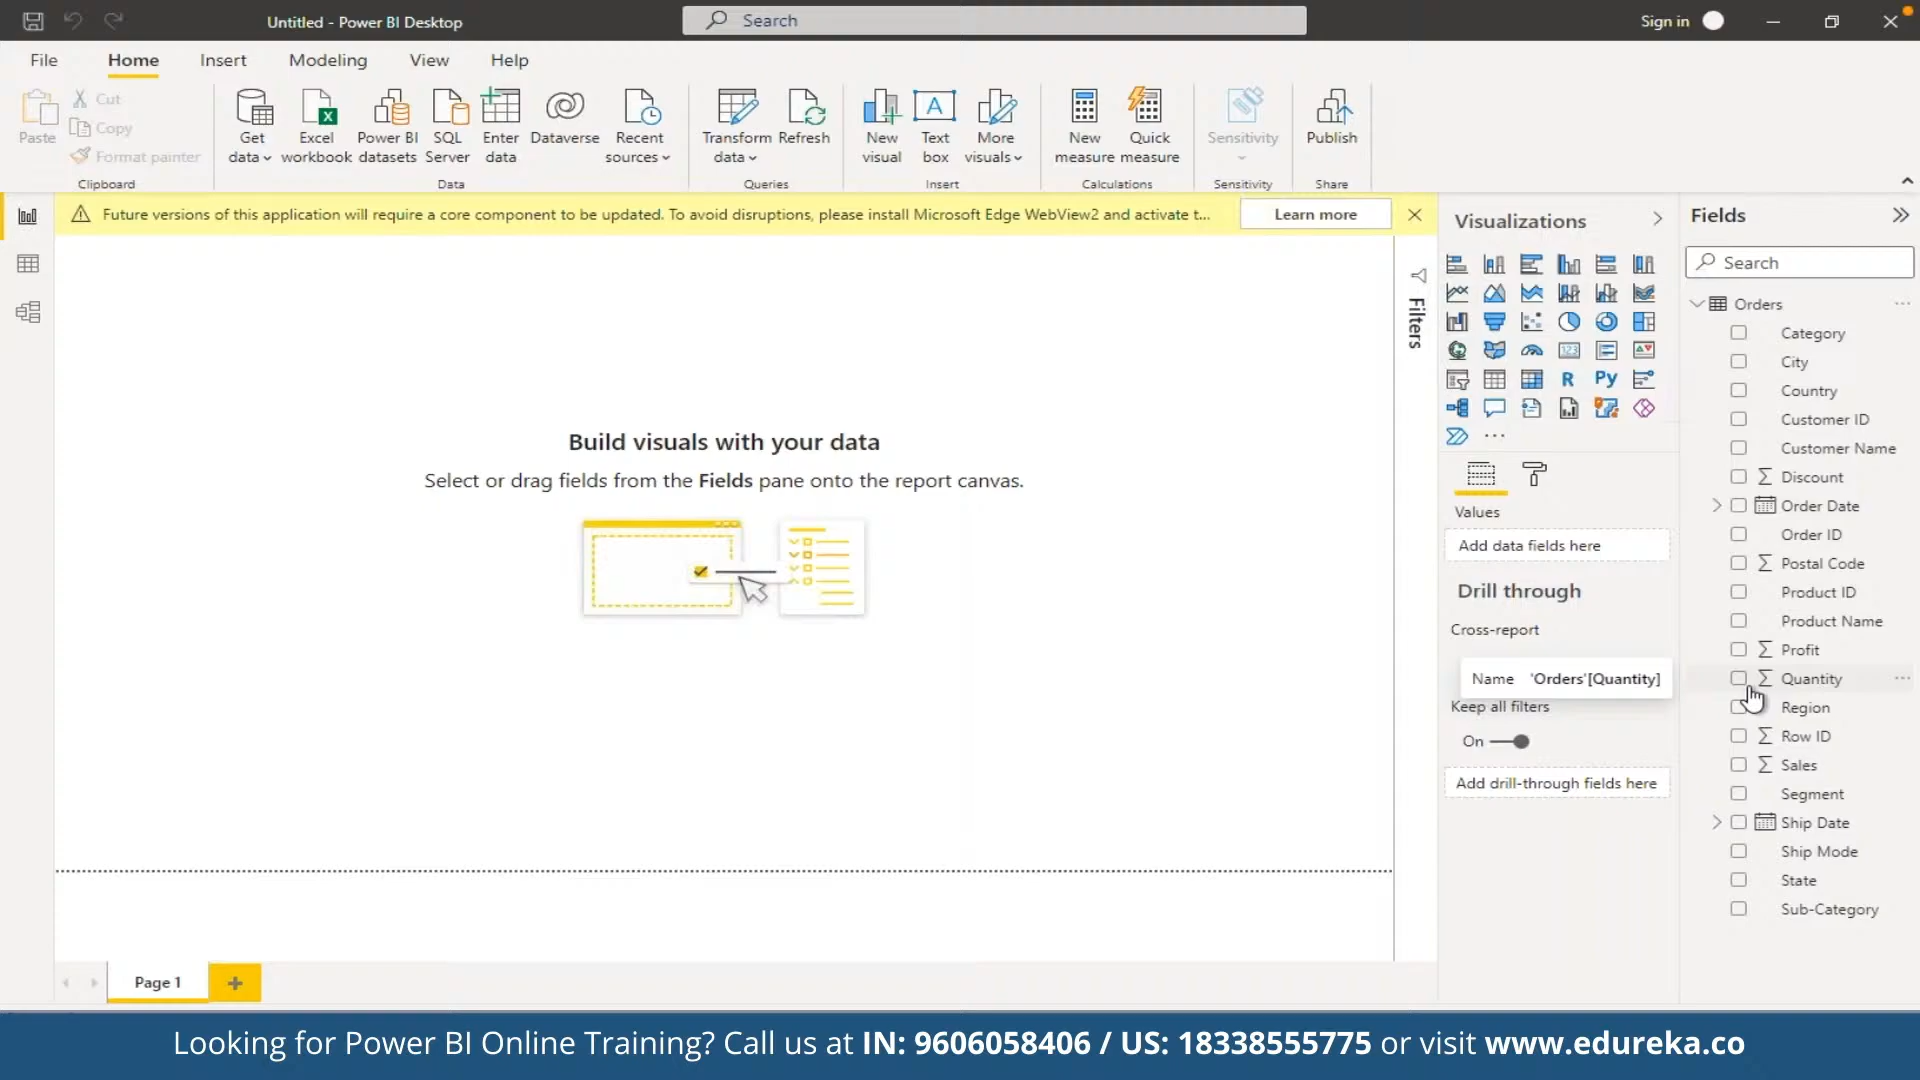 Untitled - Power BI Desktop
Search
Sign in
File
Home
Insert
Modeling
View
Help
Paste
Cut
Copy
Format painter
Clipboard
Get data
Excel workbook
Power BI datasets
SQL Server
Enter data
Dataverse
Recent sources
Data
Transform data
Refresh
Queries
New visual
A
Text box
More visuals
Insert
New measure
Quick measure
Calculations
Sensitivity
Sensitivity
Publish
Share
Future versions of this application will require a core component to be updated. To avoid disruptions, please install Microsoft Edge WebView2 and activate t...
Learn more
Build visuals with your data
Select or drag fields from the Fields pane onto the report canvas.
Filters
Visualizations
123
R
Py
Values
Add data fields here
Drill through
Cross-report
Name 'Orders'[Quantity]
Keep all filters
On
Add drill-through fields here
Fields
Search
Orders
Category
City
Country
Customer ID
Customer Name
Σ Discount
Order Date
Order ID
Σ Postal Code
Product ID
Product Name
Σ Profit
Σ Quantity
Region
Σ Row ID
Σ Sales
Segment
Ship Date
Ship Mode
State
Sub-Category
Page 1
Looking for Power BI Online Training? Call us at IN: 9606058406 / US: 18338555775 or visit www.edureka.co